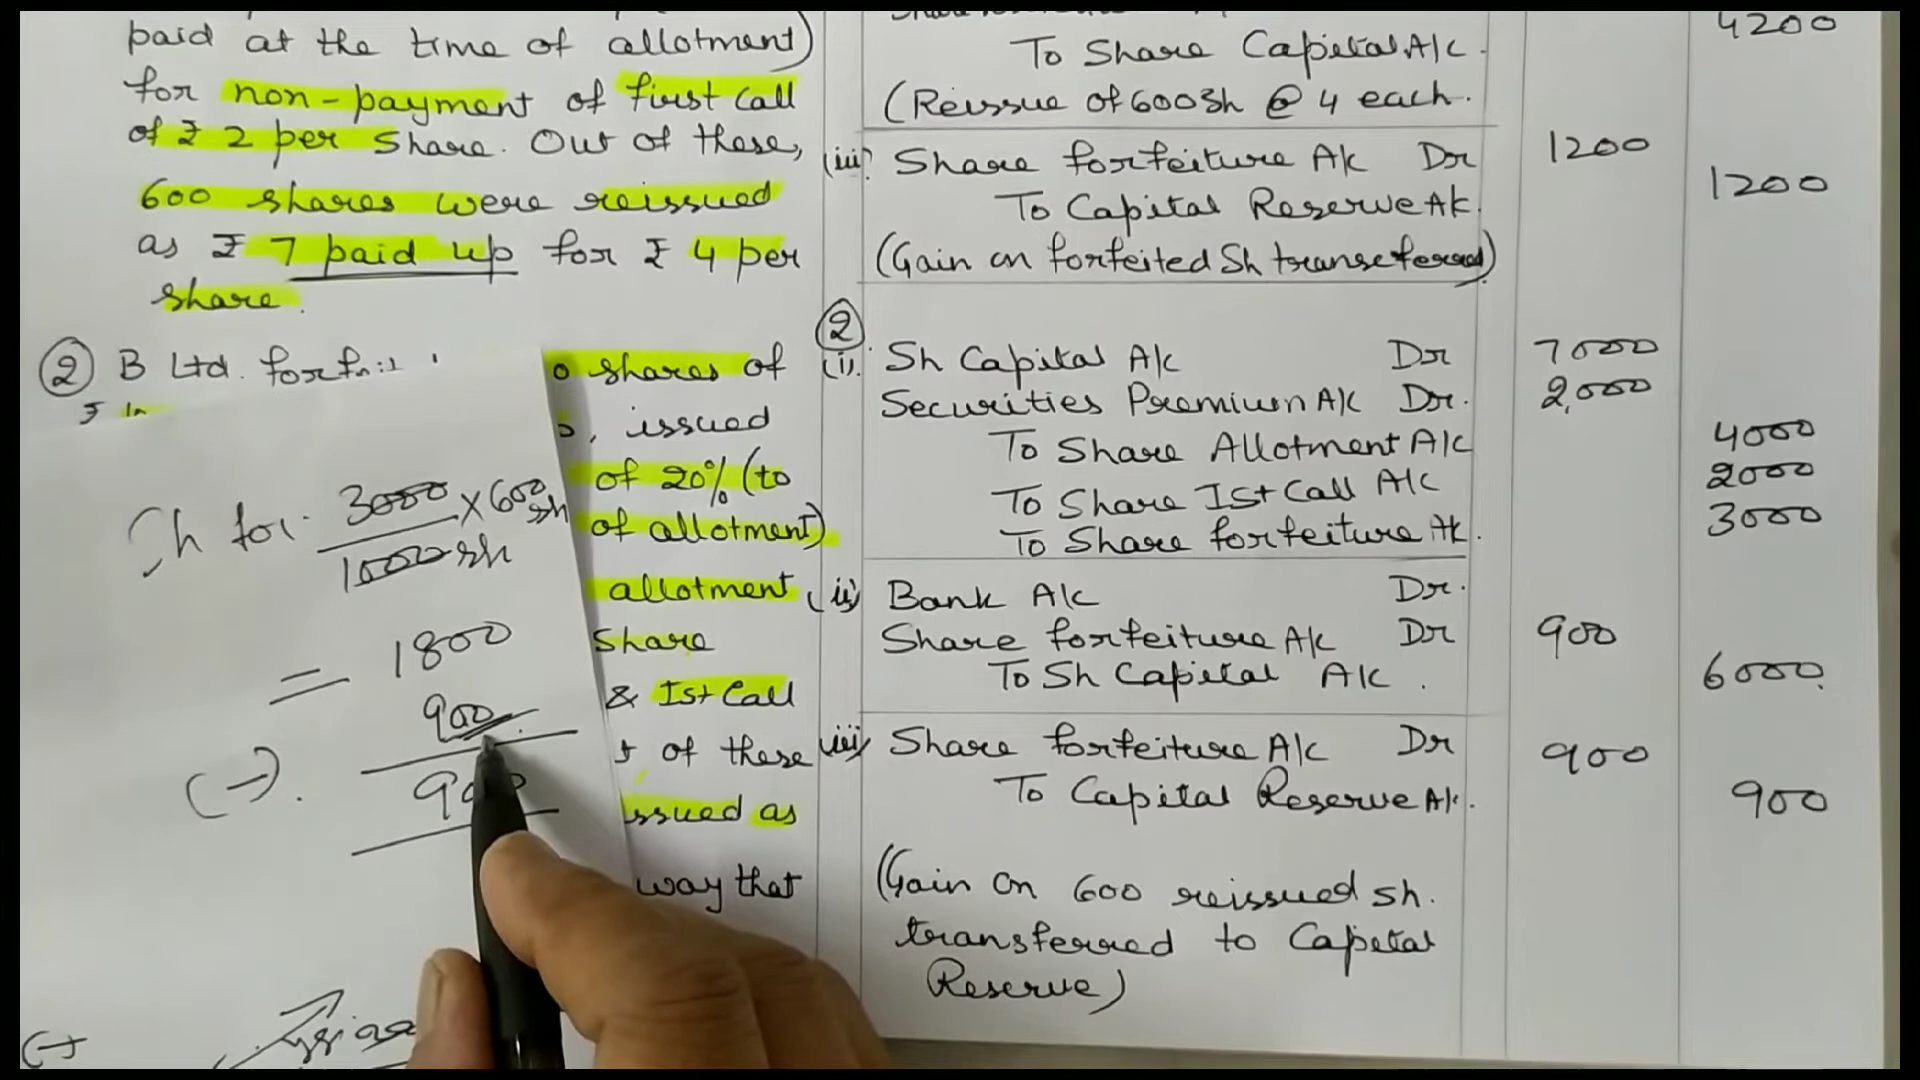 paid at the time of allotment)
for non-payment of first call
of ₹ 2 per share. Out of these,
600 shares were reissued
as ₹ 7 paid up for ₹ 4 per
share.
② B Ltd.
shares of
, issued
of 20% (to
of allotment)
allotment
share
& Ist Call
of these
issued as
way that
Sh for. 3000 × 600 sh
1000 sh
= 1800
900
(-).
900
4200
To Share Capital A/c.
(Reissue of 600 Sh @ 4 each.
(iii) Share forfeiture A/c Dr 1200
To Capital Reserve A/c. 1200
(Gain on forfeited Sh transeferred)
②
(i). Sh Capital A/c Dr 7000
Securities Premium A/c Dr. 2,000
To Share Allotment A/c 4000
To Share Ist Call A/c 2000
To Share forfeiture A/c. 3000
(ii) Bank A/c Dr.
Share forfeiture A/c Dr 900
To Sh Capital A/c. 6000.
(iii) Share forfeiture A/c Dr 900
To Capital Reserve A/c. 900
(Gain on 600 reissued sh.
transferred to Capital
Reserve)